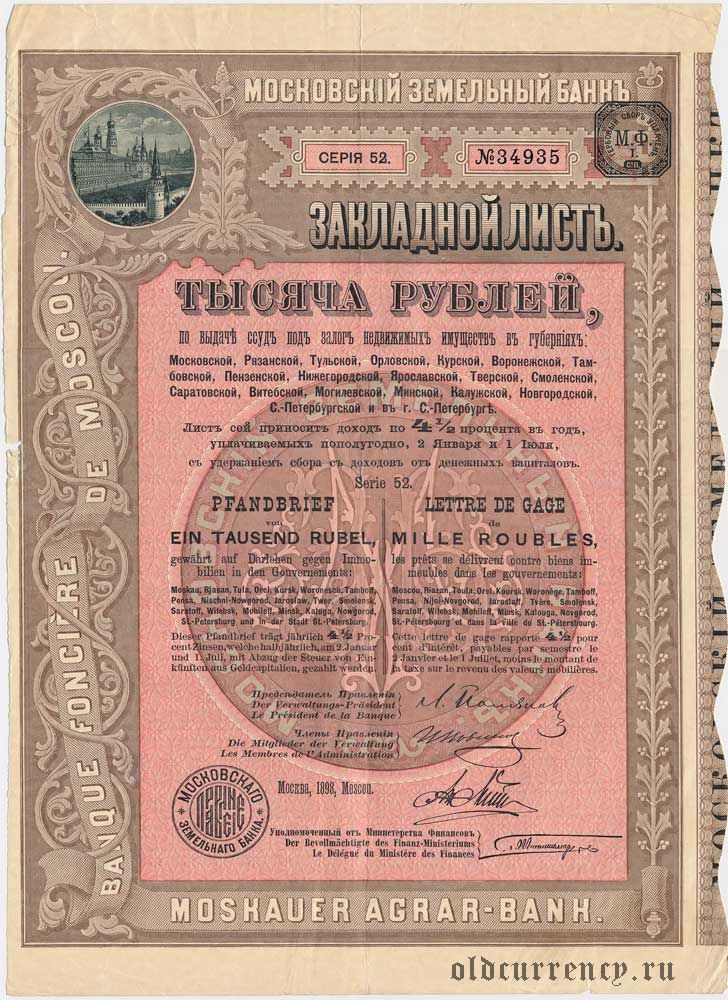 МОСКОВСКІЙ ЗЕМЕЛЬНЫЙ БАНКЪ
СЕРІЯ 52.
№34935
ГЕРБОВЫЙ СБОРЪ УПЛАЧЕНЪ
М.Ф.
I.
ЗАКЛАДНОЙ ЛИСТЪ.
ТЫСЯЧА РУБЛЕЙ,
по выдачѣ ссудъ подъ залогъ недвижимыхъ имуществъ въ губерніяхъ:
Московской, Рязанской, Тульской, Орловской, Курской, Воронежской, Там-
бовской, Пензенской, Нижегородской, Ярославской, Тверской, Смоленской,
Саратовской, Витебской, Могилевской, Минской, Калужской, Новгородской,
С.-Петербургской и въ г. С.-Петербургѣ.
Листъ сей приноситъ доходъ по 4½ процента въ годъ,
уплачиваемыхъ пополугодно, 2 Января и 1 Іюля,
съ удержаніемъ сбора съ доходовъ отъ денежныхъ капиталовъ.
Serie 52.
PFANDBRIEF
von
EIN TAUSEND RUBEL,
gewährt auf Darlehen gegen Immo-
bilien in den Gouvernements:
Moskau, Rjasan, Tula, Orel, Kursk, Woronesch, Tamboff,
Pensa, Nischni-Nowgorod, Jaroslaw, Twer, Smolensk,
Saratoff, Witebsk, Mohileff, Minsk, Kaluga, Nowgorod,
St.-Petersburg und in der Stadt St.-Petersburg.
Dieser Pfandbrief trägt jährlich 4½ Pro-
cent Zinsen, welche halbjährlich, am 2. Januar
und 1. Juli, mit Abzug der Steuer von Ein-
künften aus Geldcapitalien, gezahlt werden.
LETTRE DE GAGE
de
MILLE ROUBLES,
les prêts se délivrent contre biens im-
meubles dans les gouvernements:
Moscou, Riazan, Toula, Orel, Koursk, Woronège, Tamboff,
Pensa, Nijni-Novgorod, Jaroslaff, Tvère, Smolensk,
Saratoff, Witebsk, Mohileff, Minsk, Kalouga, Novgorod,
St.-Pétersbourg et dans la Ville du St.-Pétersbourg.
Cette lettre de gage rapporte 4½ pour
cent d'intérêt, payables par semestre le
2 Janvier et le 1 Juillet, moins le montant de
la taxe sur le revenu des valeurs mobilières.
Предсѣдатель Правленія
Der Verwaltungs-Präsident
Le Président de la Banque
Члены Правленія
Die Mitglieder der Verwaltung
Les Membres de l'Administration
Москва, 1898, Moscou.
МОСКОВСКАГО
ЗЕМЕЛЬНАГО БАНКА.
Уполномоченный отъ Министерства Финансовъ
Der Bevollmächtigte des Finanz-Ministeriums
Le Délégué du Ministère des Finances
BANQUE FONCIÈRE DE MOSCOU.
MOSKAUER AGRAR-BANK.
oldcurrency.ru